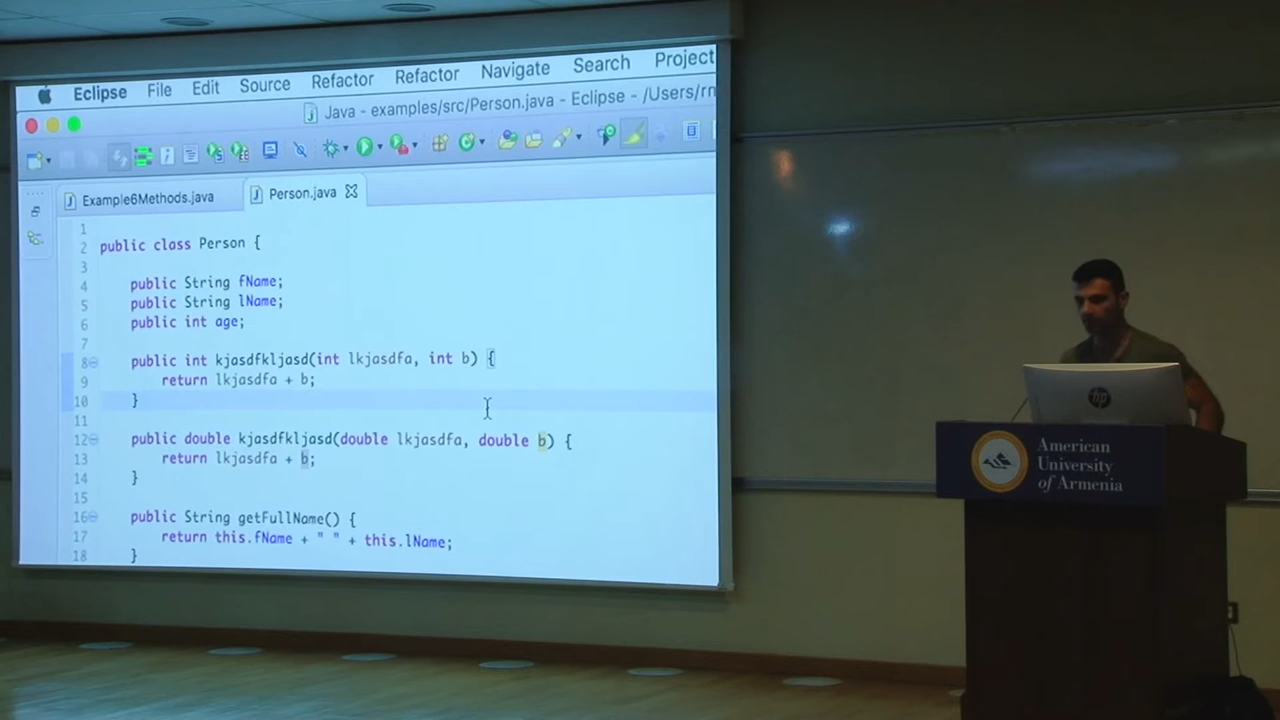 Eclipse File Edit Source Refactor Refactor Navigate Search Project
Java - examples/src/Person.java - Eclipse - /Users/rn
Example6Methods.java Person.java
1
2 public class Person {
3
4 public String fName;
5 public String lName;
6 public int age;
7
8 public int kjasdfkljasd(int lkjasdfa, int b) {
9 return lkjasdfa + b;
10 }
11
12 public double kjasdfkljasd(double lkjasdfa, double b) {
13 return lkjasdfa + b;
14 }
15
16 public String getFullName() {
17 return this.fName + " " + this.lName;
18 }
hp
American
University
of Armenia